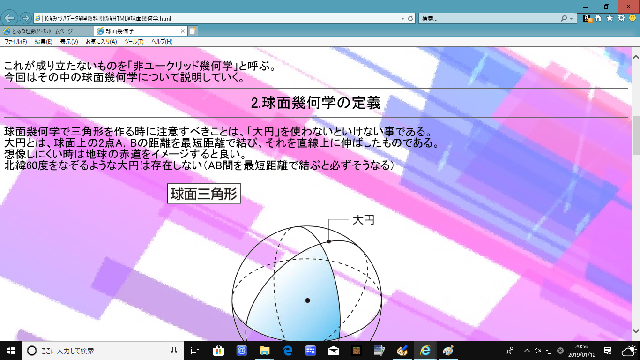 球面幾何学
ファイル(F) 編集(E) 表示(V) お気に入り(A) ツール(T) ヘルプ(H)
これが成り立たないものを「非ユークリッド幾何学」と呼ぶ。
今回はその中の球面幾何学について説明していく。
2.球面幾何学の定義
球面幾何学で三角形を作る時に注意すべきことは、「大円」を使わないといけない事である。
大円とは、球面上の2点A、Bの距離を最短距離で結び、それを直線上に伸ばしたものである。
想像しにくい時は地球の赤道をイメージすると良い。
北緯60度をなぞるような大円は存在しない（AB間を最短距離で結ぶと必ずそうなる）
球面三角形
大円
ここに入力して検索